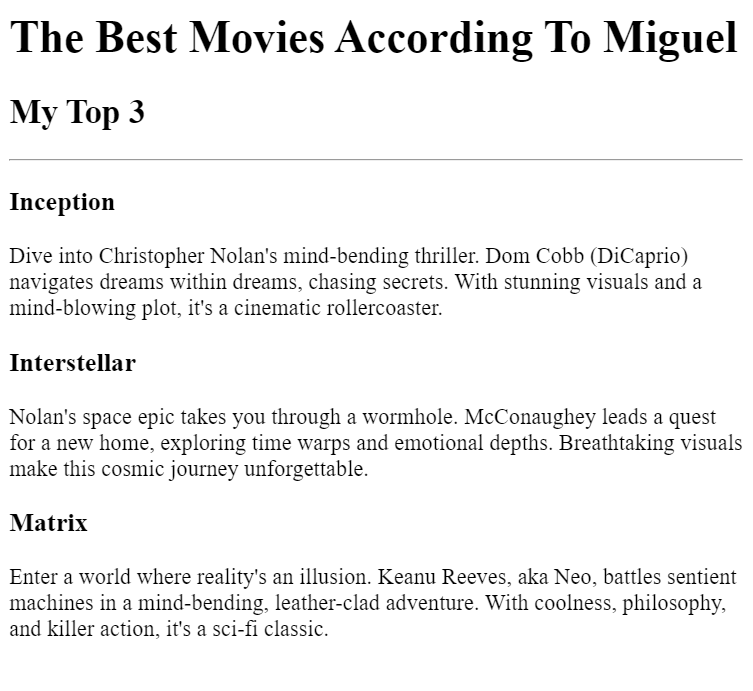 The Best Movies According To Miguel
My Top 3
Inception
Dive into Christopher Nolan's mind-bending thriller. Dom Cobb (DiCaprio)
navigates dreams within dreams, chasing secrets. With stunning visuals and a
mind-blowing plot, it's a cinematic rollercoaster.
Interstellar
Nolan's space epic takes you through a wormhole. McConaughey leads a quest
for a new home, exploring time warps and emotional depths. Breathtaking visuals
make this cosmic journey unforgettable.
Matrix
Enter a world where reality's an illusion. Keanu Reeves, aka Neo, battles sentient
machines in a mind-bending, leather-clad adventure. With coolness, philosophy,
and killer action, it's a sci-fi classic.